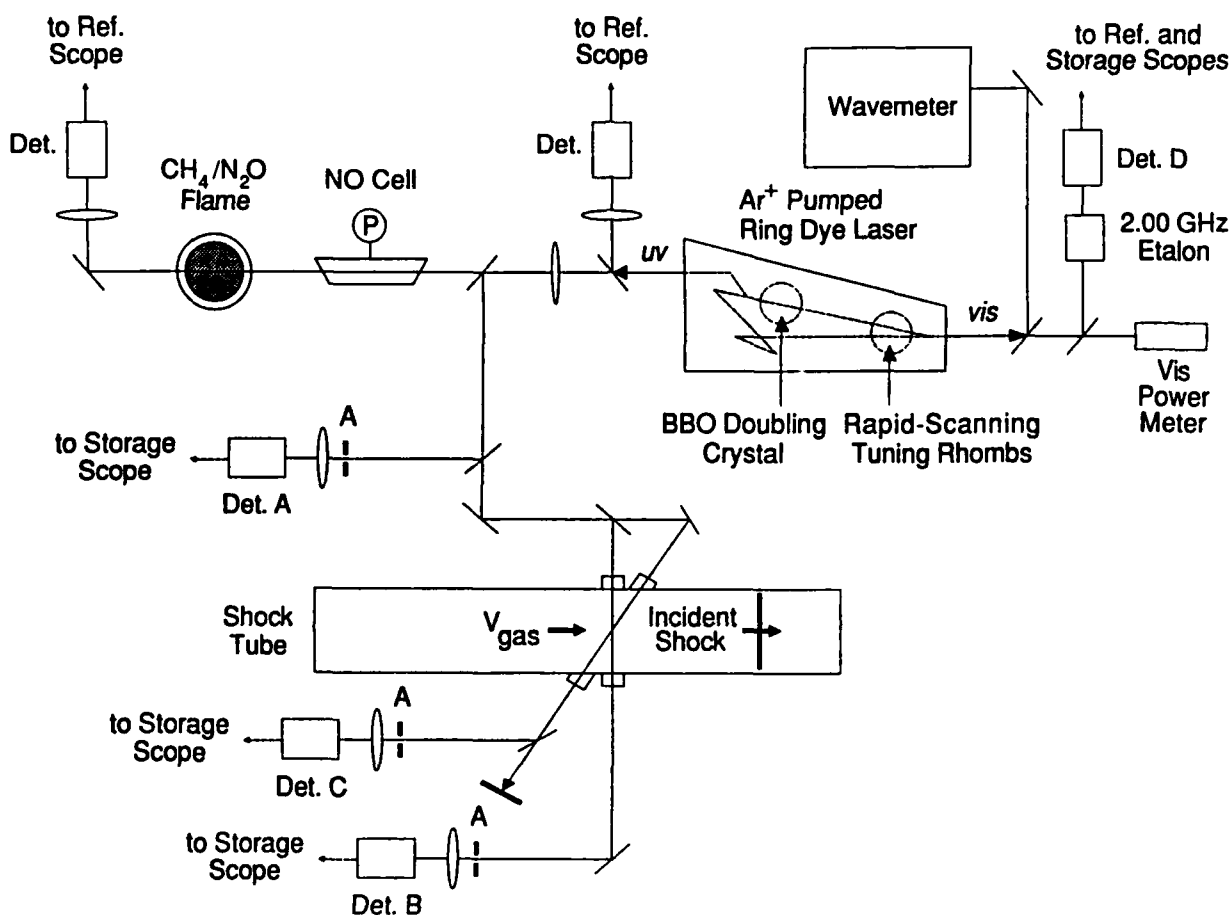 to Ref.
Scope
to Ref.
Scope
to Ref. and
Storage Scopes
Wavemeter
Det.
Det.
Det. D
CH₄/N₂O
Flame
NO Cell
P
Ar⁺ Pumped
Ring Dye Laser
2.00 GHz
Etalon
uv
vis
Vis
Power
Meter
BBO Doubling
Crystal
Rapid-Scanning
Tuning Rhombs
A
to Storage
Scope
Det. A
Shock
Tube
V_gas
Incident
Shock
A
to Storage
Scope
Det. C
A
to Storage
Scope
Det. B